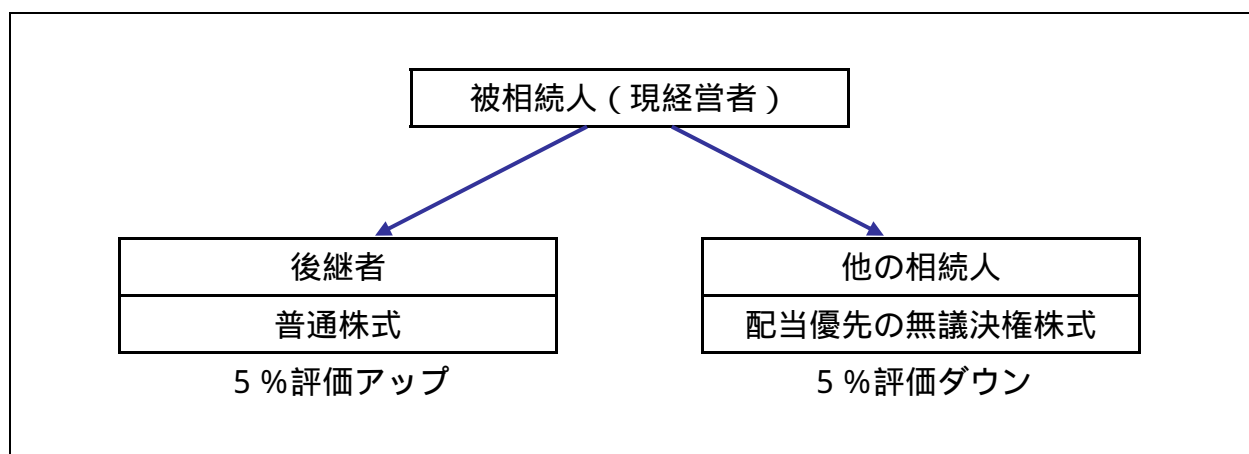 被相続人（現経営者）
後継者
他の相続人
普通株式
配当優先の無議決権株式
5％評価アップ
5％評価ダウン